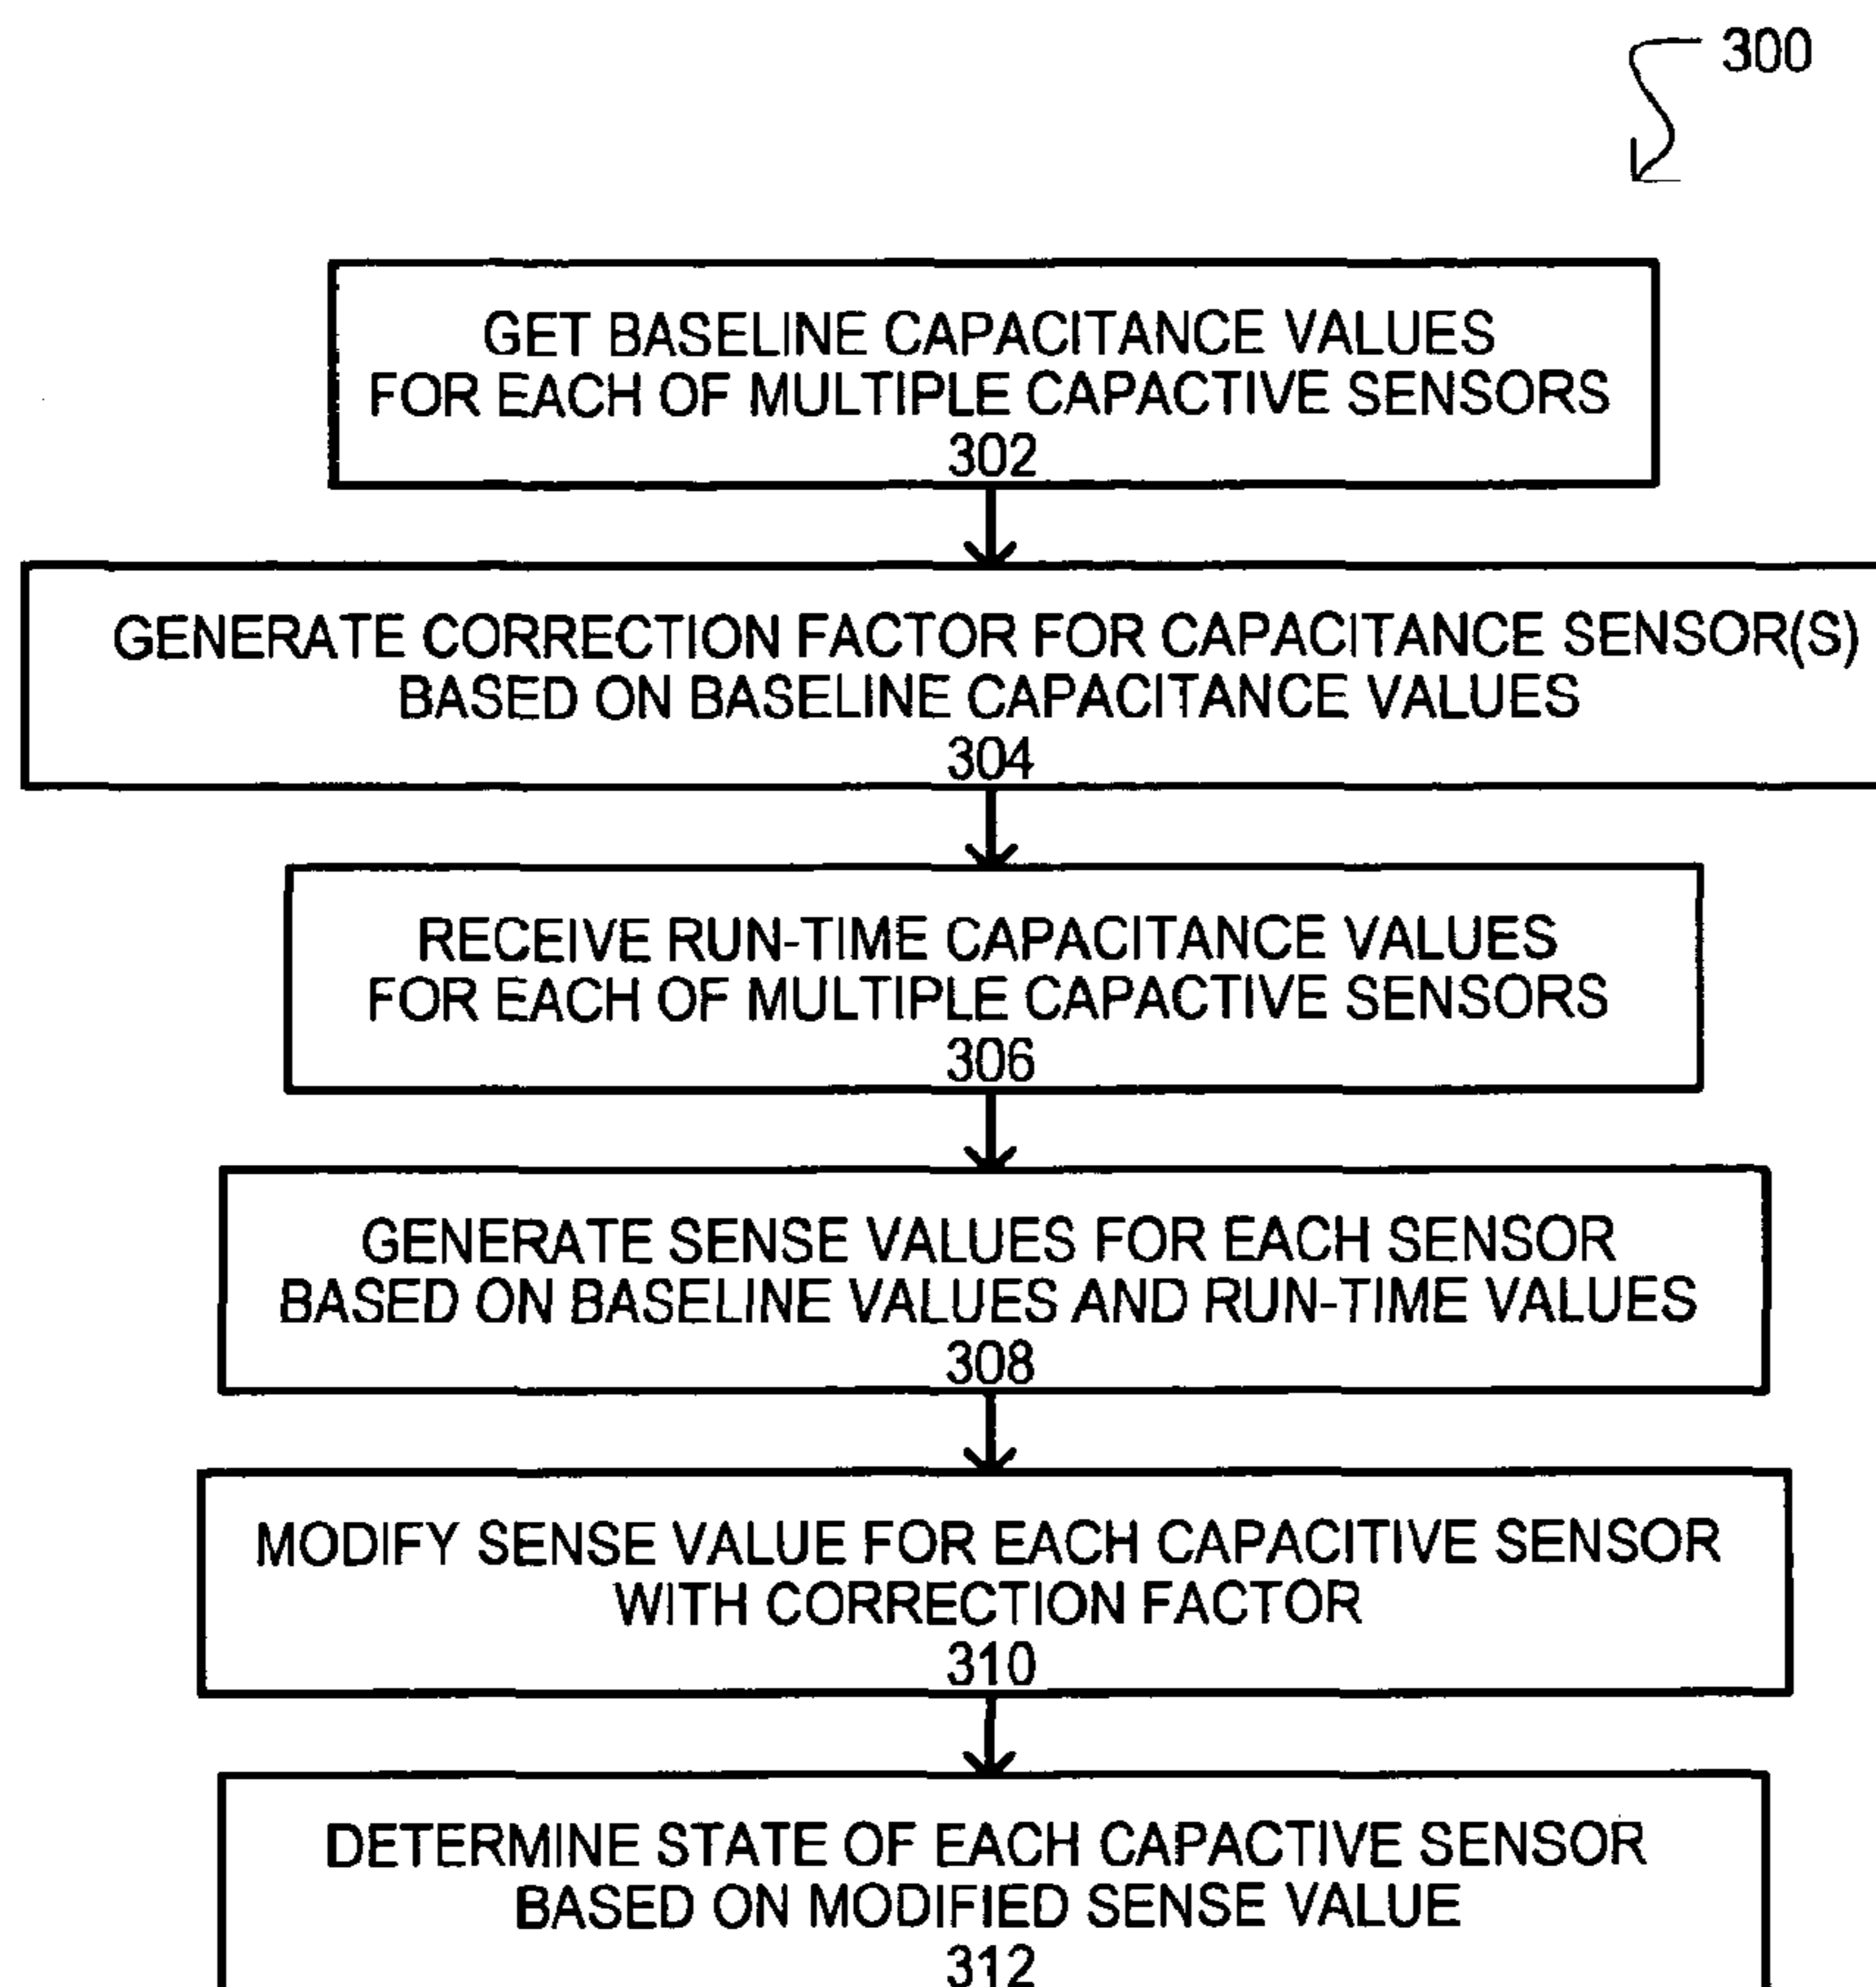 300
GET BASELINE CAPACITANCE VALUES
FOR EACH OF MULTIPLE CAPACTIVE SENSORS
302
GENERATE CORRECTION FACTOR FOR CAPACITANCE SENSOR(S)
BASED ON BASELINE CAPACITANCE VALUES
304
RECEIVE RUN-TIME CAPACITANCE VALUES
FOR EACH OF MULTIPLE CAPACTIVE SENSORS
306
GENERATE SENSE VALUES FOR EACH SENSOR
BASED ON BASELINE VALUES AND RUN-TIME VALUES
308
MODIFY SENSE VALUE FOR EACH CAPACITIVE SENSOR
WITH CORRECTION FACTOR
310
DETERMINE STATE OF EACH CAPACTIVE SENSOR
BASED ON MODIFIED SENSE VALUE
312